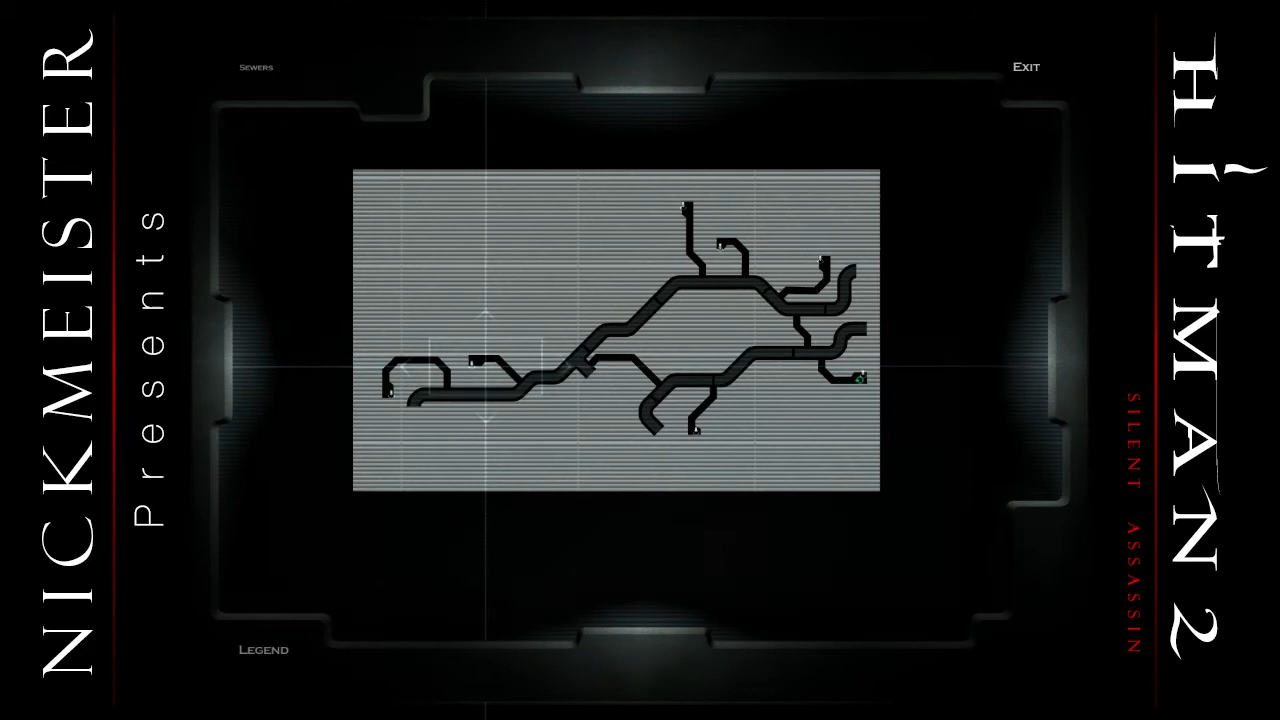 NICKMEISTER
Presents
SEWERS
EXIT
LEGEND
HITMAN 2
SILENT ASSASSIN